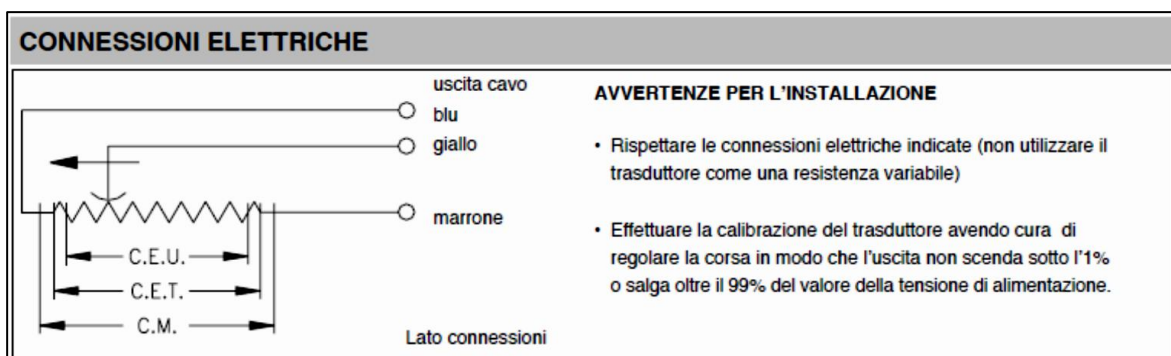 CONNESSIONI ELETTRICHE
uscita cavo
blu
giallo
marrone
C.E.U.
C.E.T.
C.M.
Lato connessioni
AVVERTENZE PER L'INSTALLAZIONE
• Rispettare le connessioni elettriche indicate (non utilizzare il
trasduttore come una resistenza variabile)
• Effettuare la calibrazione del trasduttore avendo cura di
regolare la corsa in modo che l'uscita non scenda sotto l'1%
o salga oltre il 99% del valore della tensione di alimentazione.